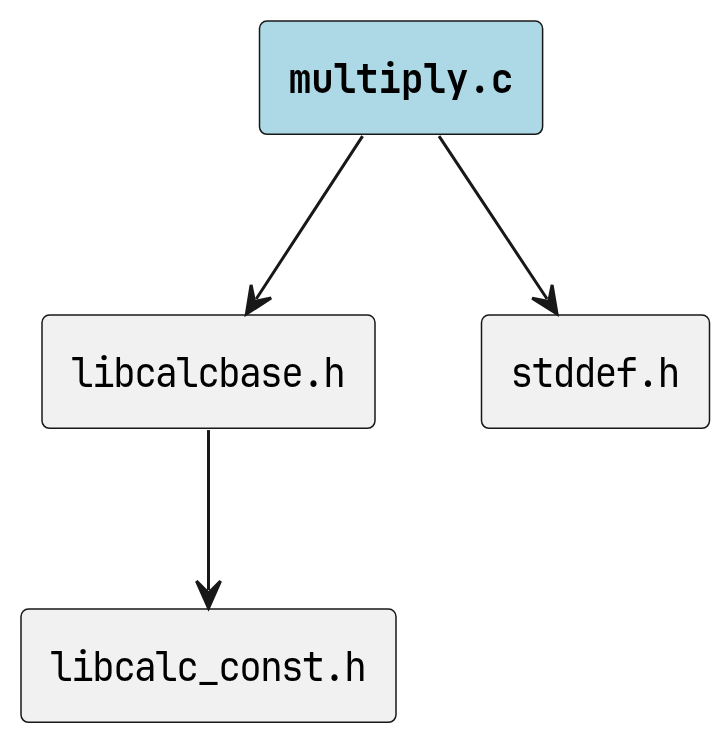 multiply.c
libcalcbase.h
stddef.h
libcalc_const.h